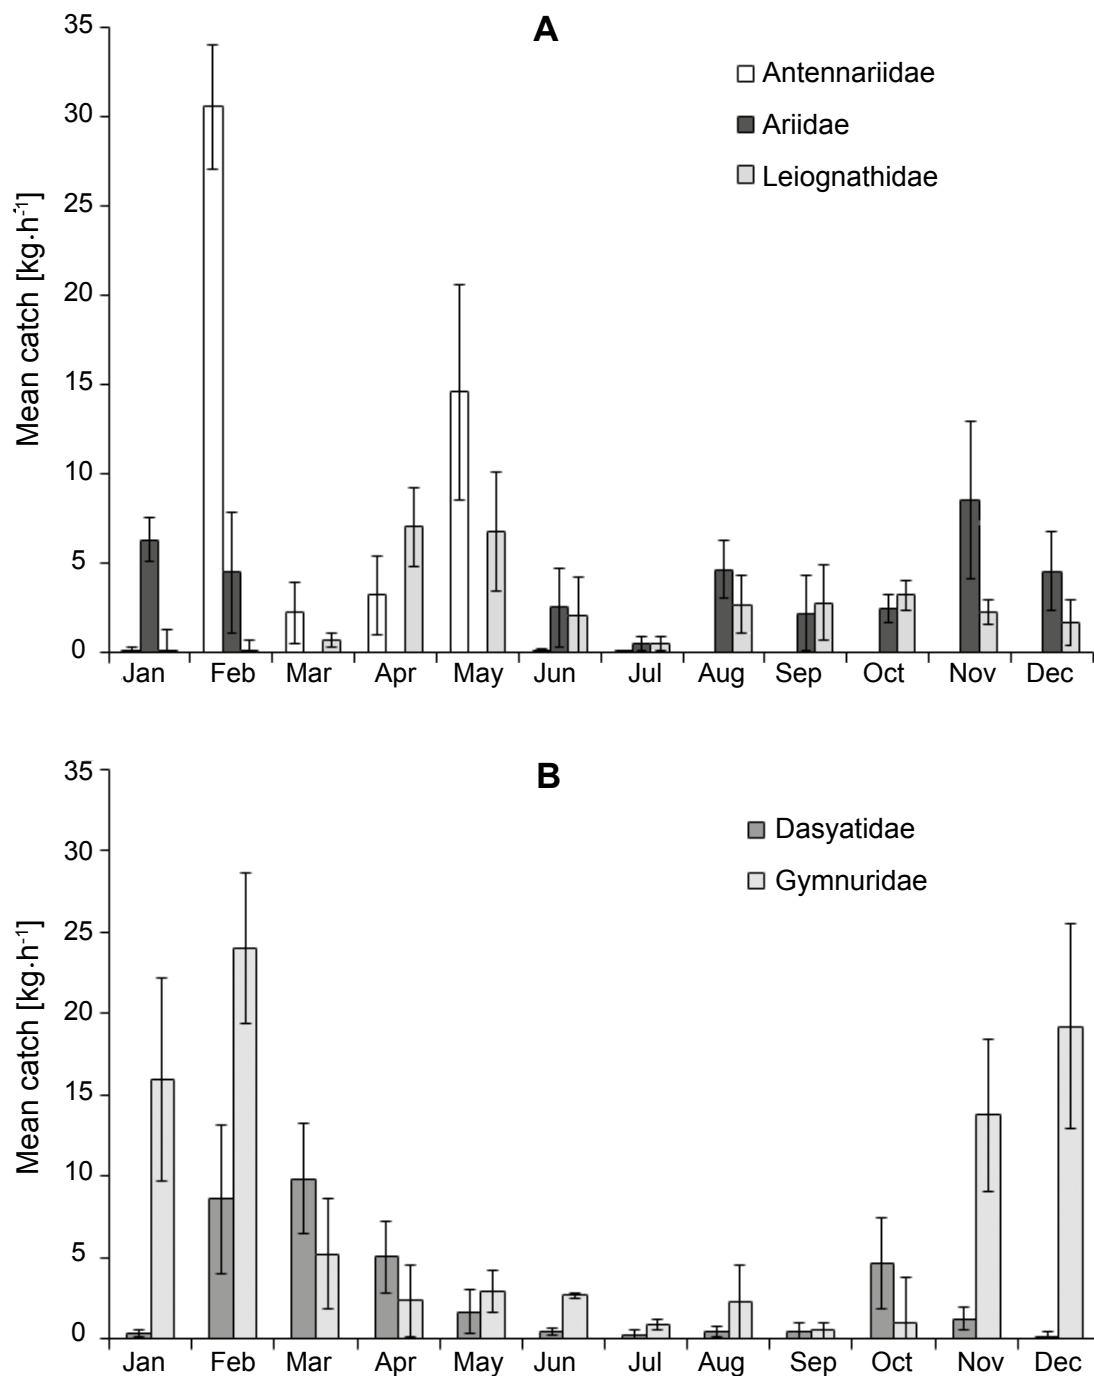 A
35
30
25
20
15
10
5
0
Mean catch [kg·h⁻¹]
Antennariidae
Ariidae
Leiognathidae
Jan Feb Mar Apr May Jun Jul Aug Sep Oct Nov Dec
B
35
30
25
20
15
10
5
0
Mean catch [kg·h⁻¹]
Dasyatidae
Gymnuridae
Jan Feb Mar Apr May Jun Jul Aug Sep Oct Nov Dec